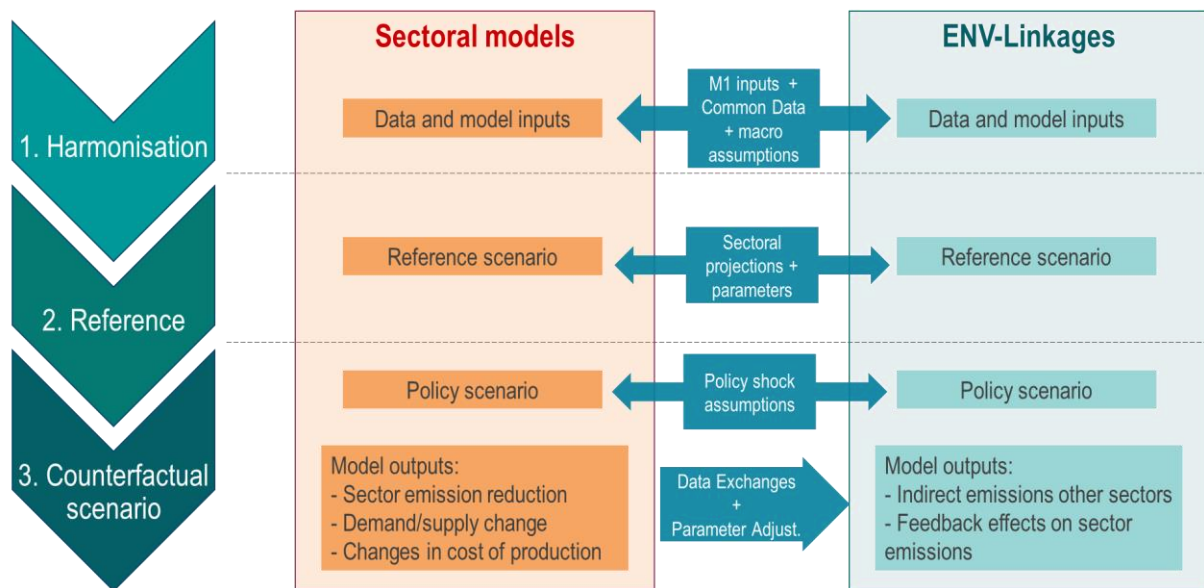 Sectoral models
ENV-Linkages
1. Harmonisation
Data and model inputs
M1 inputs +
Common Data
+ macro
assumptions
Data and model inputs
2. Reference
Reference scenario
Sectoral
projections +
parameters
Reference scenario
3. Counterfactual
scenario
Policy scenario
Policy shock
assumptions
Policy scenario
Model outputs:
- Sector emission reduction
- Demand/supply change
- Changes in cost of production
Data Exchanges
+
Parameter Adjust.
Model outputs:
- Indirect emissions other sectors
- Feedback effects on sector
emissions